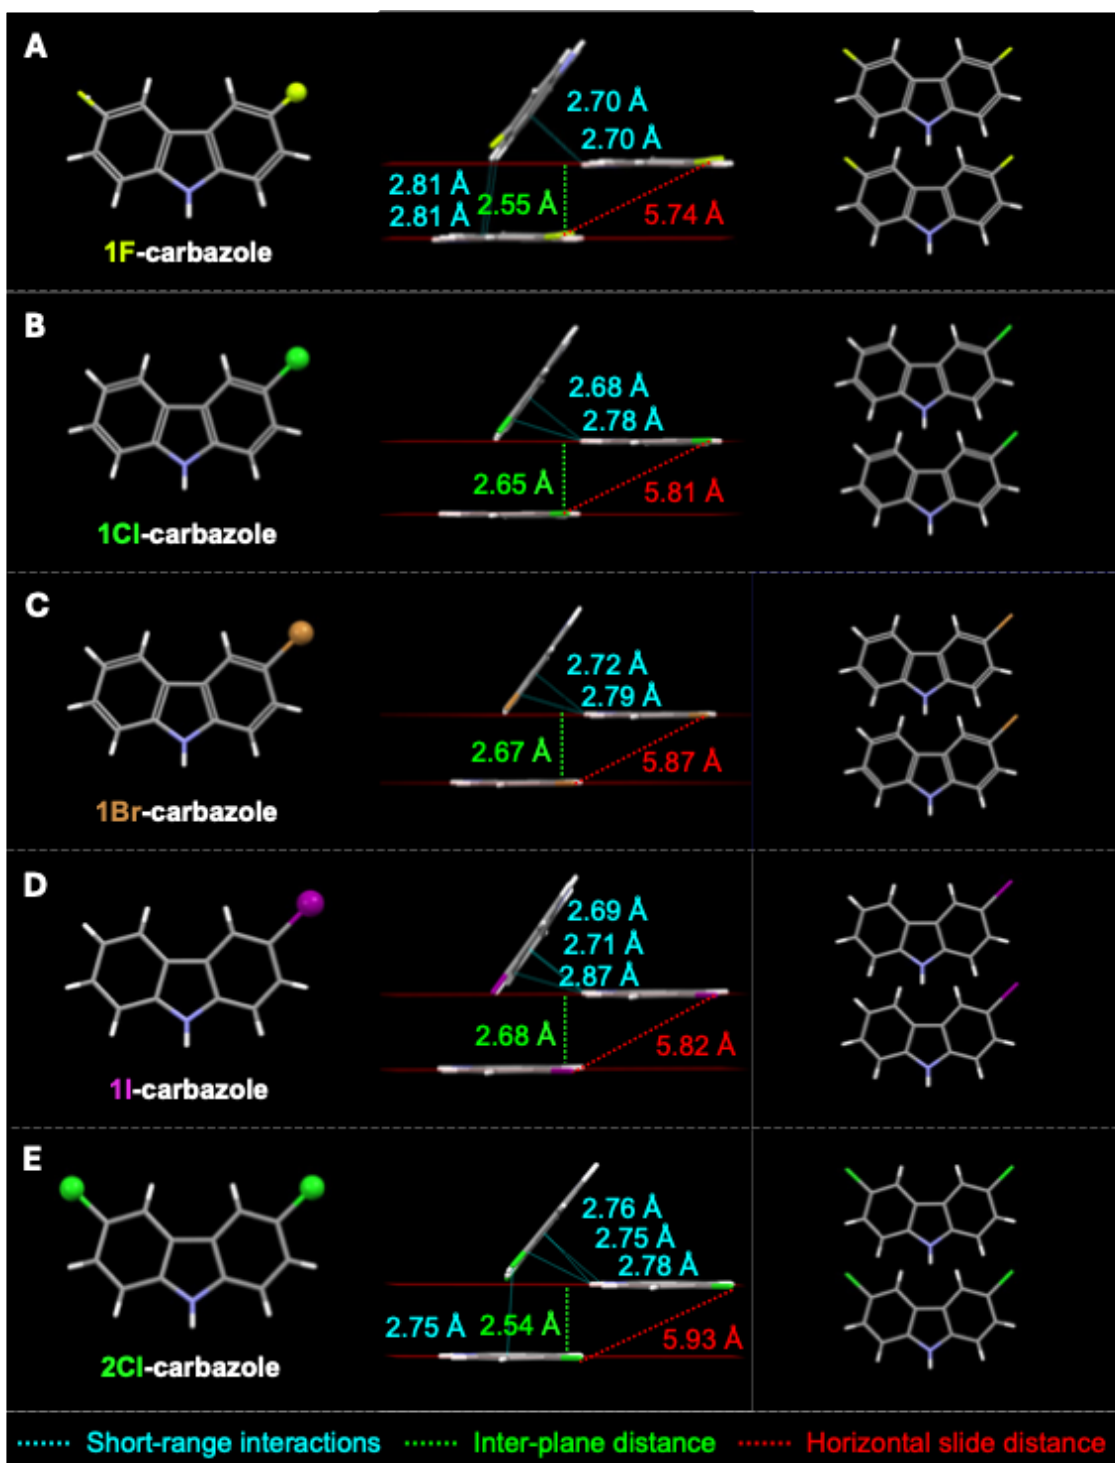 A
2.70 Å
2.70 Å
2.81 Å
2.81 Å
2.55 Å
5.74 Å
1F-carbazole
B
2.68 Å
2.78 Å
2.65 Å
5.81 Å
1Cl-carbazole
C
2.72 Å
2.79 Å
2.67 Å
5.87 Å
1Br-carbazole
D
2.69 Å
2.71 Å
2.87 Å
2.68 Å
5.82 Å
1I-carbazole
E
2.76 Å
2.75 Å
2.78 Å
2.75 Å 2.54 Å
5.93 Å
2Cl-carbazole
Short-range interactions Inter-plane distance Horizontal slide distance